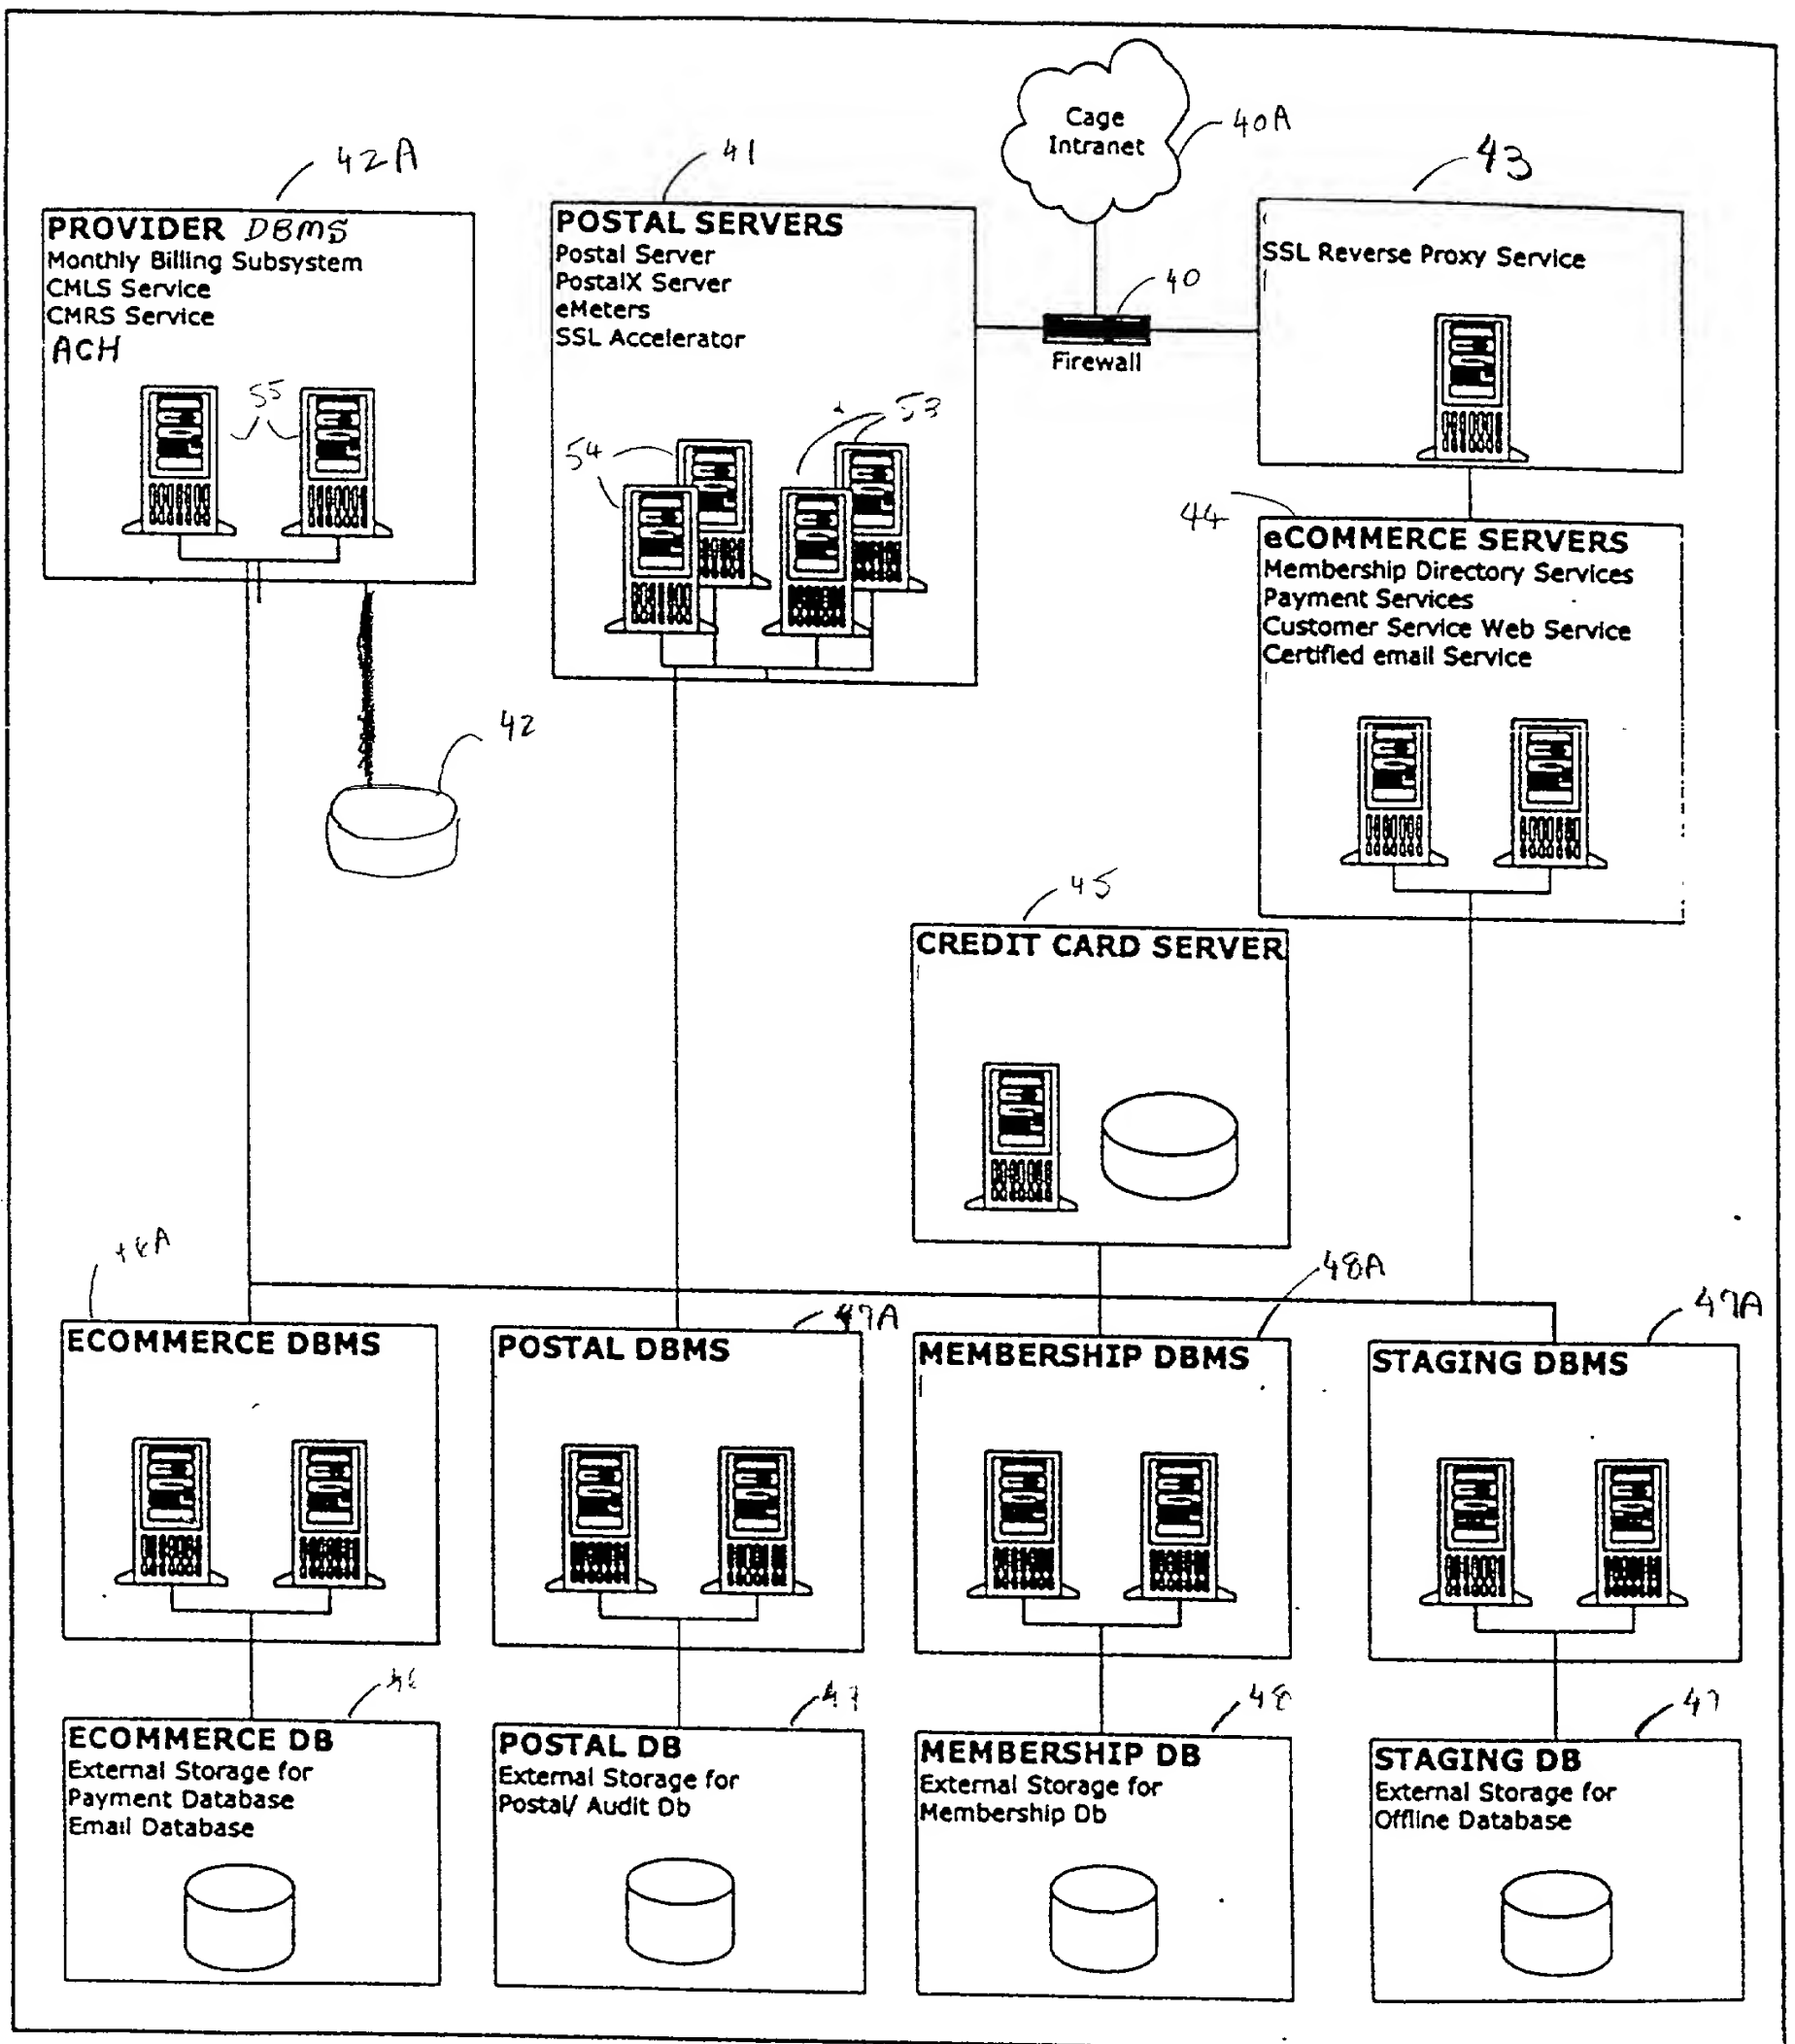 Cage
Intranet
40A
42A
41
43
PROVIDER DBMS
Monthly Billing Subsystem
CMLS Service
CMRS Service
ACH
55
POSTAL SERVERS
Postal Server
PostalX Server
eMeters
SSL Accelerator
54
53
40
Firewall
SSL Reverse Proxy Service
44
eCOMMERCE SERVERS
Membership Directory Services
Payment Services
Customer Service Web Service
Certified email Service
42
45
CREDIT CARD SERVER
47A
48A
ECOMMERCE DBMS
POSTAL DBMS
MEMBERSHIP DBMS
STAGING DBMS
48
ECOMMERCE DB
External Storage for
Payment Database
Email Database
POSTAL DB
External Storage for
Postal/ Audit Db
MEMBERSHIP DB
External Storage for
Membership Db
STAGING DB
External Storage for
Offline Database